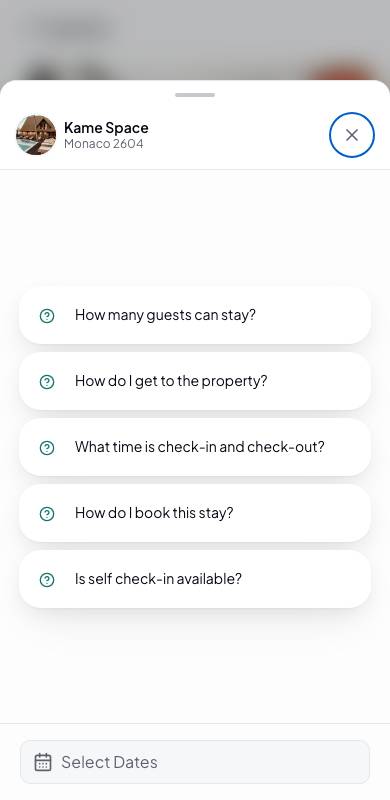 Kame Space
Monaco 2604
How many guests can stay?
How do I get to the property?
What time is check-in and check-out?
How do I book this stay?
Is self check-in available?
Select Dates